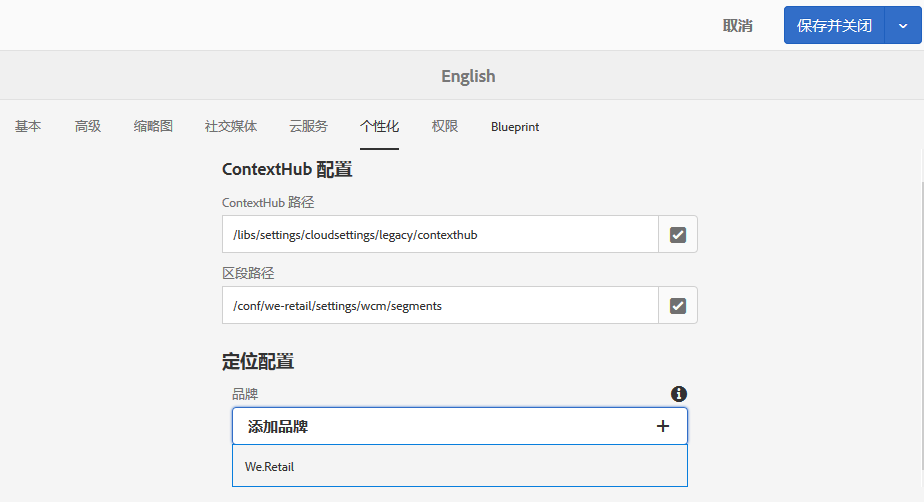 取消
保存并关闭
English
基本 高级 缩略图 社交媒体 云服务 个性化 权限 Blueprint
ContextHub 配置
ContextHub 路径
/libs/settings/cloudsettings/legacy/contexthub
区段路径
/conf/we-retail/settings/wcm/segments
定位配置
品牌
添加品牌
We.Retail